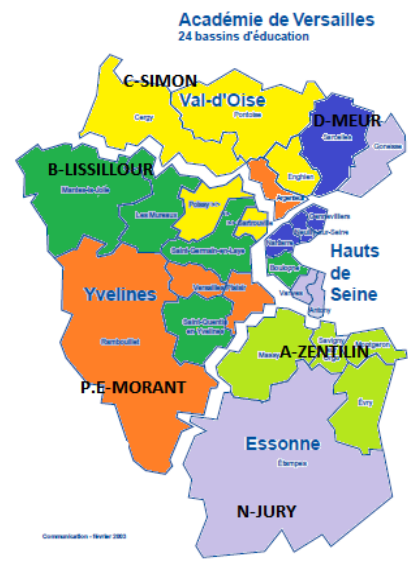 Académie de Versailles
24 bassins d'éducation
C-SIMON
Val-d'Oise
Cergy
Pontoise
D-MEUR
Sarcelles
Gonesse
B-LISSILLOUR
Enghien
Mantes-la-Jolie
Argenteuil
Les Mureaux
Poissy
Sartrouville
Gennevilliers
Neuilly-sur-Seine
Nanterre
Saint-Germain-en-Laye
Hauts
de
Seine
Boulogne
Yvelines
Versailles Plaisir
Vanves
Antony
Saint-Quentin
en Yvelines
Rambouillet
Savigny
Montgeron
Massy
A-ZENTILIN
P.E-MORANT
Évry
Essonne
Étampes
N-JURY
Communication - février 2003